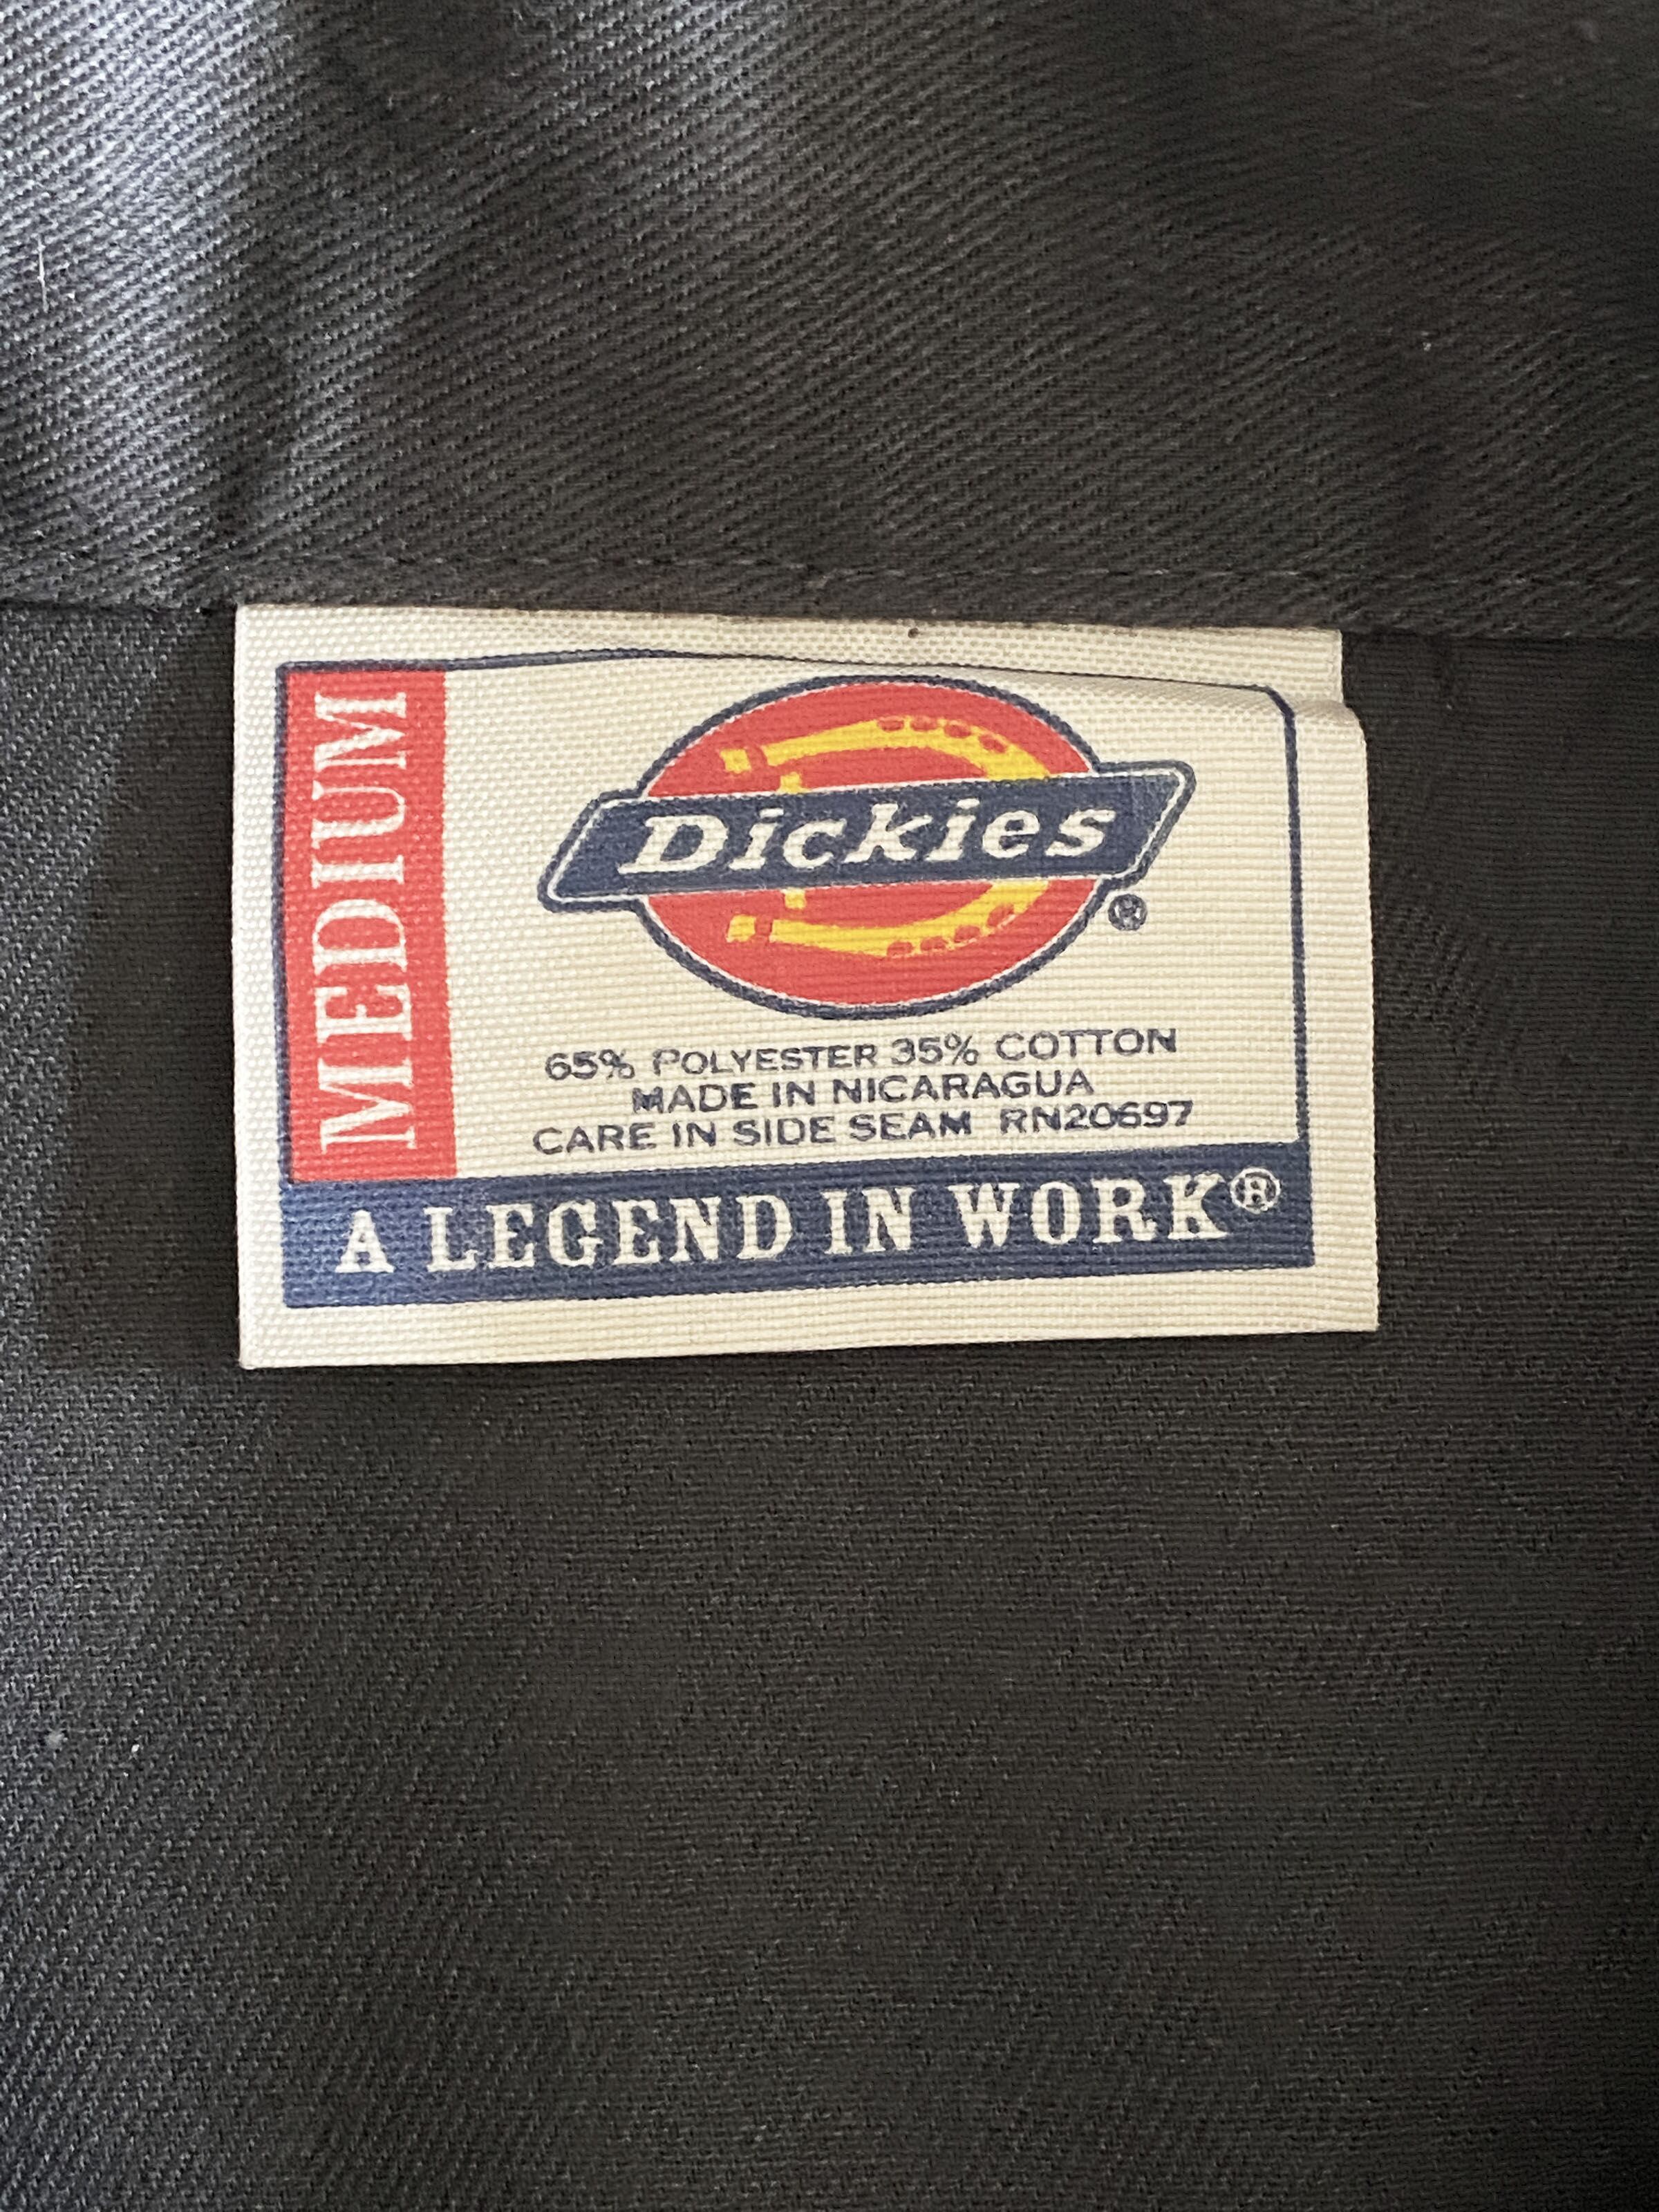 MEDIUM
Dickies
®
65% POLYESTER 35% COTTON
MADE IN NICARAGUA
CARE IN SIDE SEAM RN20697
A LEGEND IN WORK®